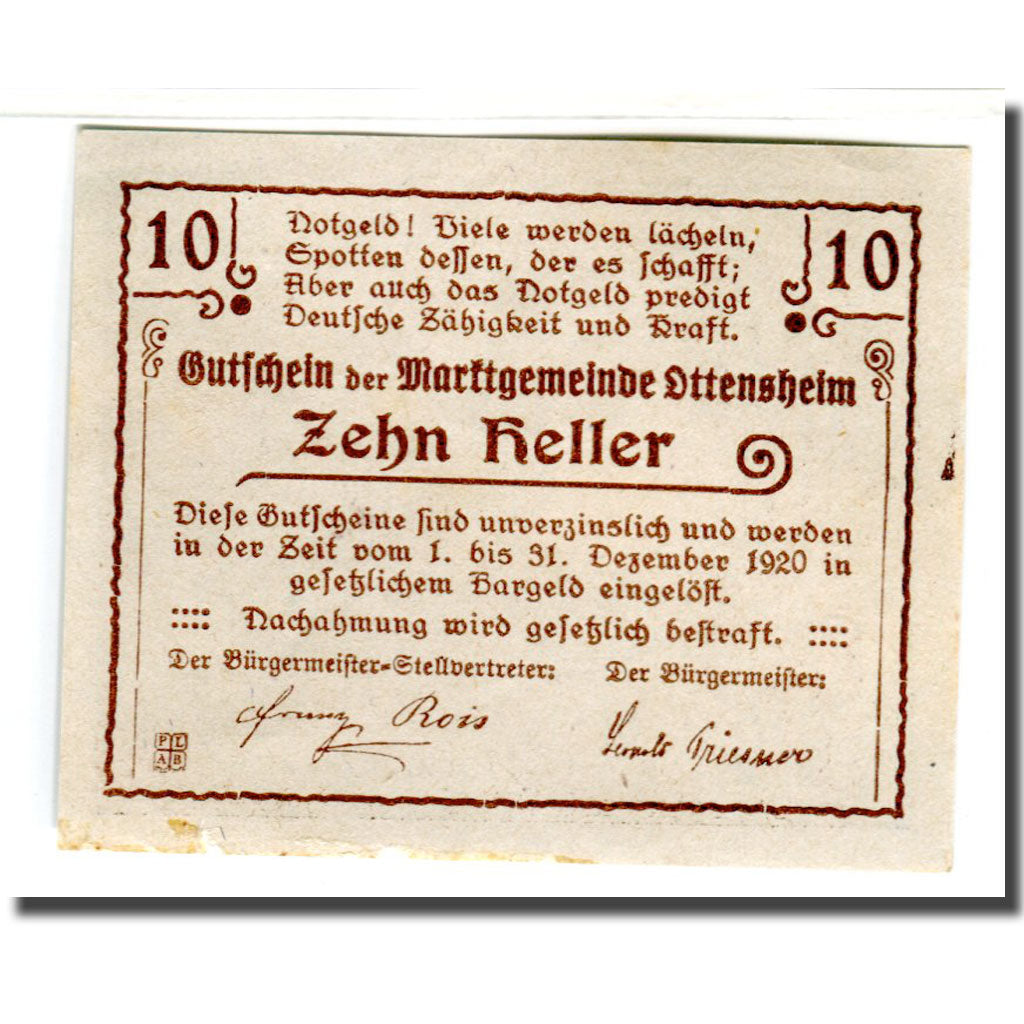 10
10
Notgeld! Viele werden lächeln,
Spotten dessen, der es schafft;
Aber auch das Notgeld predigt
Deutsche Zähigkeit und Kraft.
Gutschein der Marktgemeinde Ottensheim
Zehn Heller
Diese Gutscheine sind unverzinslich und werden
in der Zeit vom 1. bis 31. Dezember 1920 in
gesetzlichem Bargeld eingelöst.
Nachahmung wird gesetzlich bestraft.
Der Bürgermeister-Stellvertreter: Der Bürgermeister:
Franz Rois Leopold
P L
A B